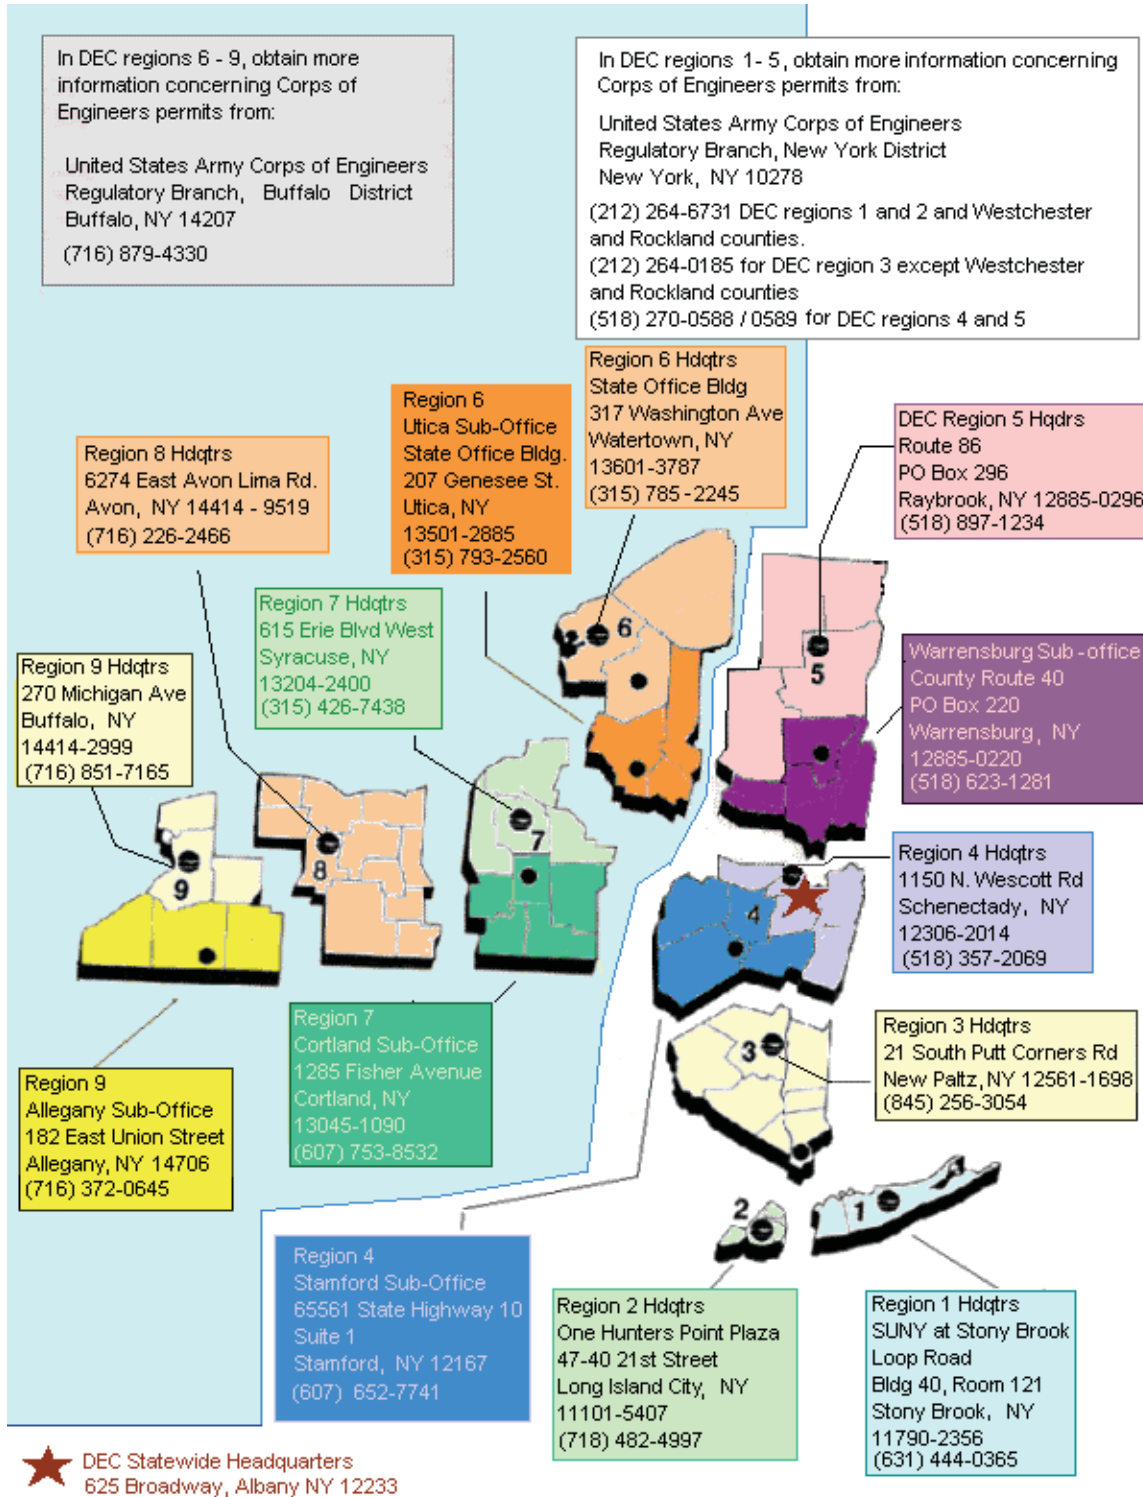 In DEC regions 6 - 9, obtain more
information concerning Corps of
Engineers permits from:
United States Army Corps of Engineers
Regulatory Branch, Buffalo District
Buffalo, NY 14207
(716) 879-4330
In DEC regions 1- 5, obtain more information concerning
Corps of Engineers permits from:
United States Army Corps of Engineers
Regulatory Branch, New York District
New York, NY 10278
(212) 264-6731 DEC regions 1 and 2 and Westchester
and Rockland counties.
(212) 264-0185 for DEC region 3 except Westchester
and Rockland counties
(518) 270-0588 / 0589 for DEC regions 4 and 5
Region 6 Hdqtrs
State Office Bldg
317 Washington Ave
Watertown, NY
13601-3787
(315) 785-2245
Region 6
Utica Sub-Office
State Office Bldg.
207 Genesee St.
Utica, NY
13501-2885
(315) 793-2560
DEC Region 5 Hqdrs
Route 86
PO Box 296
Raybrook, NY 12885-0296
(518) 897-1234
Region 8 Hdqtrs
6274 East Avon Lima Rd.
Avon, NY 14414 - 9519
(716) 226-2466
Region 7 Hdqtrs
615 Erie Blvd West
Syracuse, NY
13204-2400
(315) 426-7438
Region 9 Hdqtrs
270 Michigan Ave
Buffalo, NY
14414-2999
(716) 851-7165
Warrensburg Sub-office
County Route 40
PO Box 220
Warrensburg, NY
12885-0220
(518) 623-1281
6
5
7
8
9
4
Region 4 Hdqtrs
1150 N. Wescott Rd
Schenectady, NY
12306-2014
(518) 357-2069
Region 7
Cortland Sub-Office
1285 Fisher Avenue
Cortland, NY
13045-1090
(607) 753-8532
3
Region 3 Hdqtrs
21 South Putt Corners Rd
New Paltz, NY 12561-1698
(845) 256-3054
Region 9
Allegany Sub-Office
182 East Union Street
Allegany, NY 14706
(716) 372-0645
2
1
Region 4
Stamford Sub-Office
65561 State Highway 10
Suite 1
Stamford, NY 12167
(607) 652-7741
Region 2 Hdqtrs
One Hunters Point Plaza
47-40 21st Street
Long Island City, NY
11101-5407
(718) 482-4997
Region 1 Hdqtrs
SUNY at Stony Brook
Loop Road
Bldg 40, Room 121
Stony Brook, NY
11790-2356
(631) 444-0365
DEC Statewide Headquarters
625 Broadway, Albany NY 12233